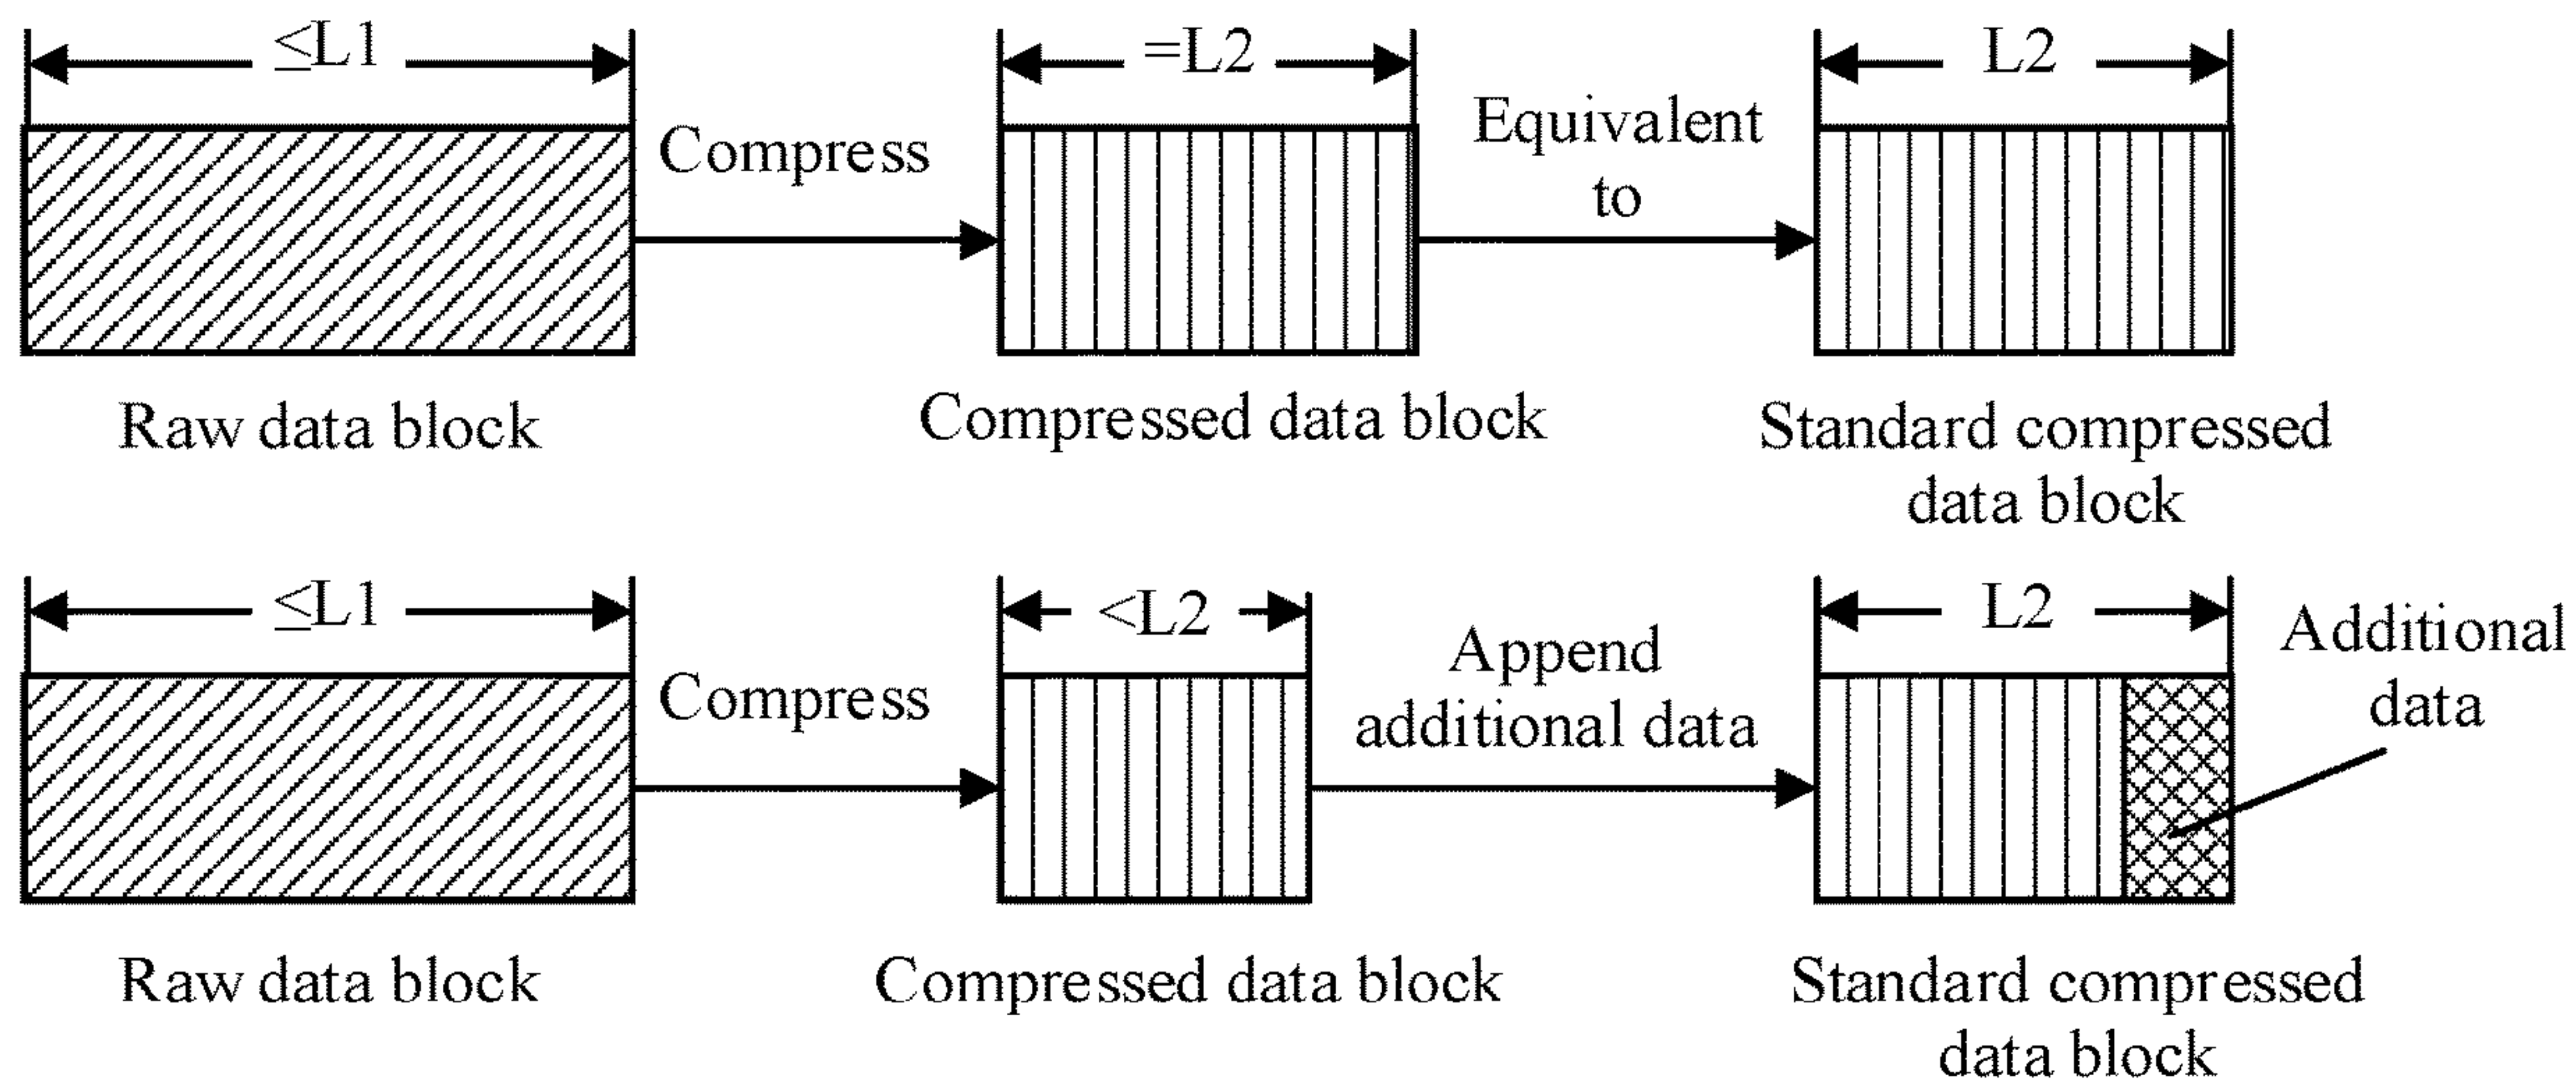 ≤L1
=L2
L2
Compress
Equivalent
to
Raw data block
Compressed data block
Standard compressed
data block
≤L1
<L2
L2
Additional
data
Compress
Append
additional data
Raw data block
Compressed data block
Standard compressed
data block